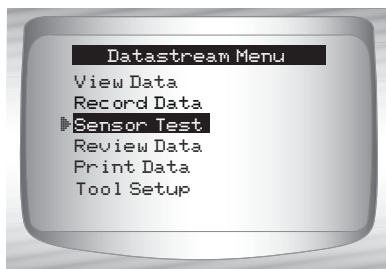 Datastream Menu
View Data
Record Data
Sensor Test
Review Data
Print Data
Tool Setup